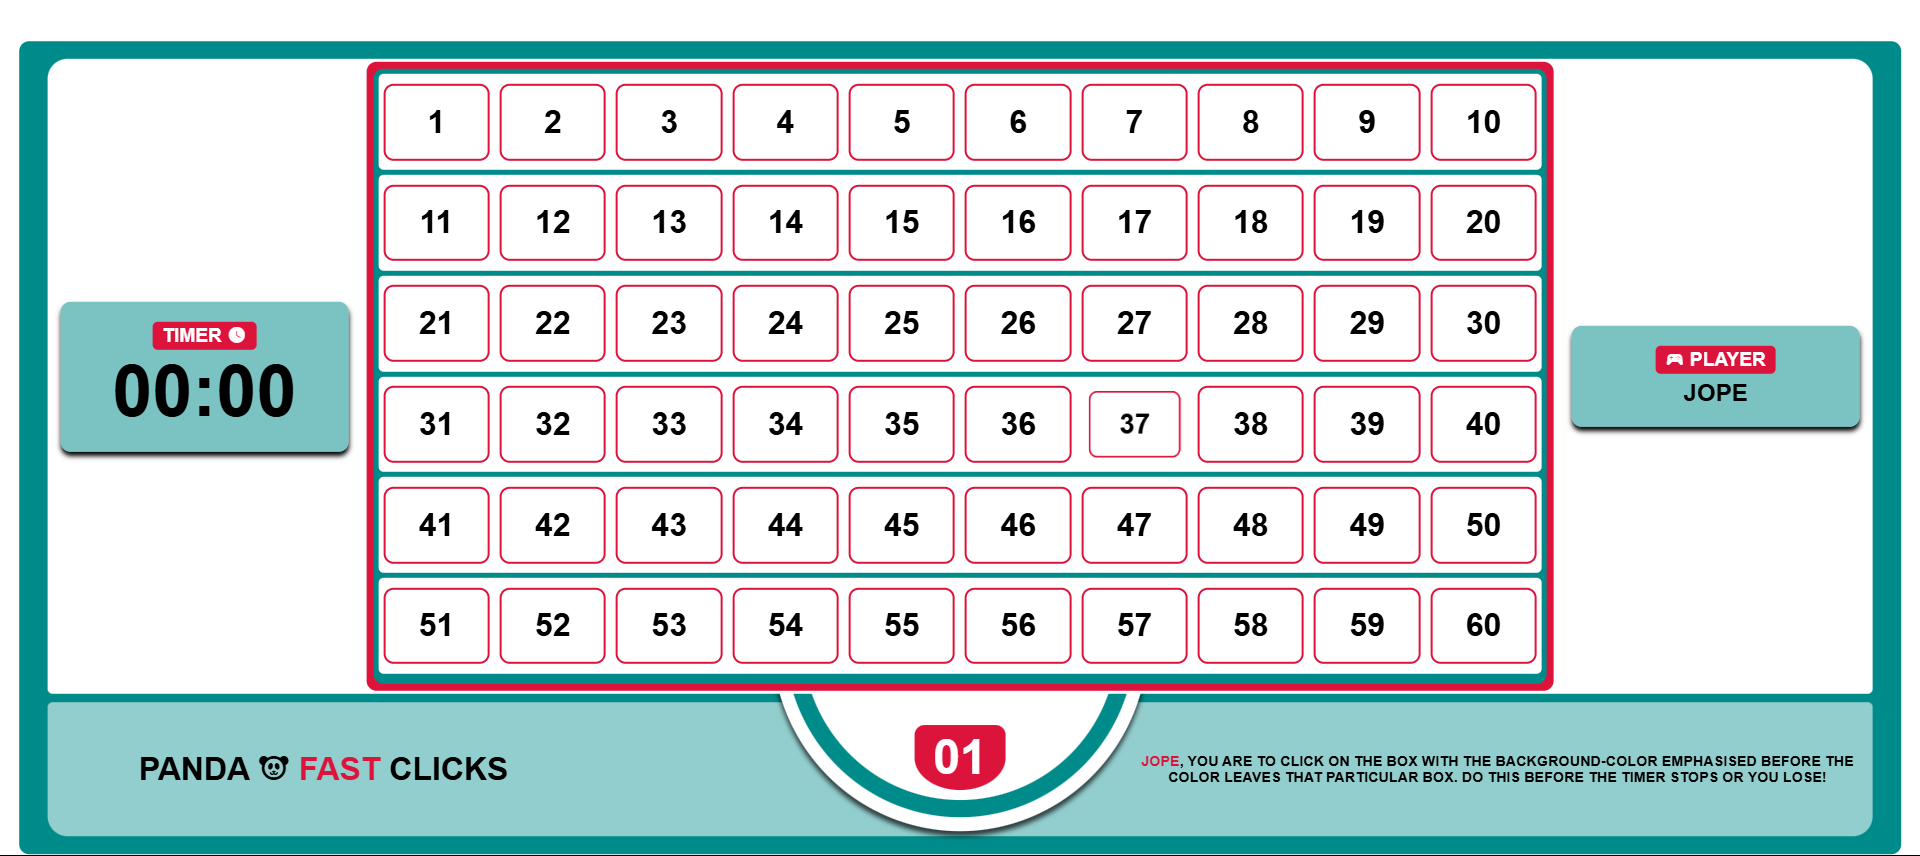 1 2 3 4 5 6 7 8 9 10
11 12 13 14 15 16 17 18 19 20
21 22 23 24 25 26 27 28 29 30
TIMER
00:00
PLAYER
JOPE
31 32 33 34 35 36 37 38 39 40
41 42 43 44 45 46 47 48 49 50
51 52 53 54 55 56 57 58 59 60
PANDA FAST CLICKS
01
JOPE, YOU ARE TO CLICK ON THE BOX WITH THE BACKGROUND-COLOR EMPHASISED BEFORE THE
COLOR LEAVES THAT PARTICULAR BOX. DO THIS BEFORE THE TIMER STOPS OR YOU LOSE!